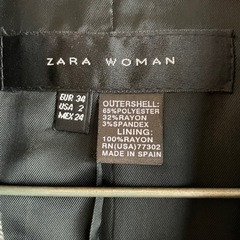 ZARA WOMAN
EUR 34
USA 2
MEX 24
OUTERSHELL:
65%POLYESTER
32%RAYON
3%SPANDEX
LINING:
100%RAYON
RN(USA)77302
MADE IN SPAIN